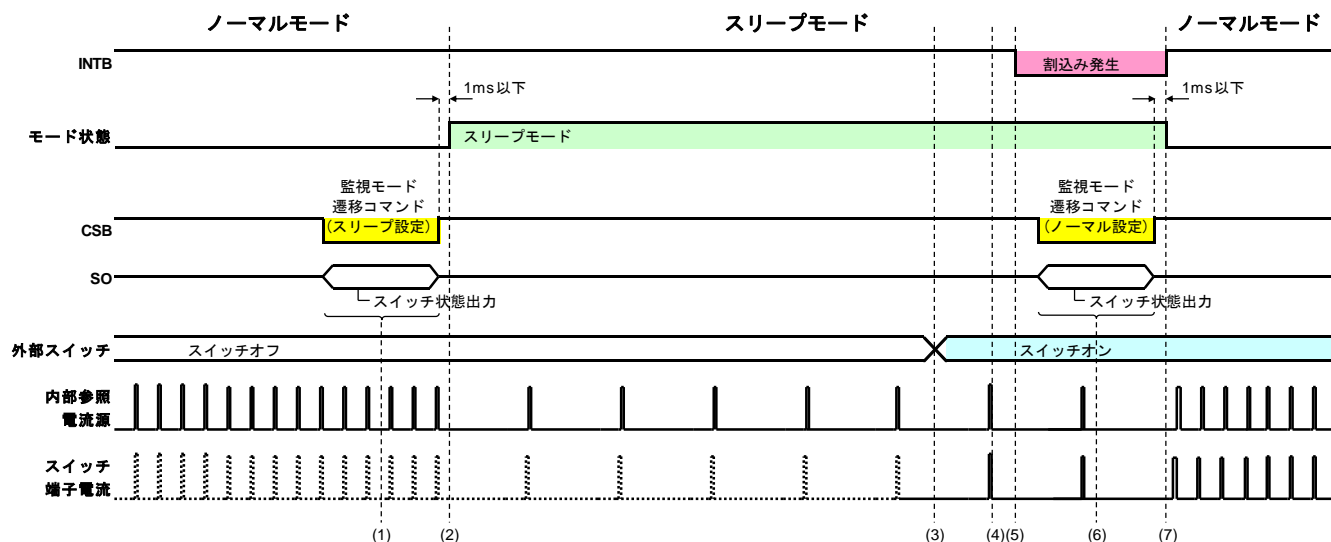 ノーマルモード
スリープモード
ノーマルモード
INTB
割込み発生
1ms以下
1ms以下
モード状態
スリープモード
監視モード
遷移コマンド
(スリープ設定)
監視モード
遷移コマンド
(ノーマル設定)
CSB
SO
スイッチ状態出力
スイッチ状態出力
外部スイッチ
スイッチオフ
スイッチオン
内部参照
電流源
スイッチ
端子電流
(1)
(2)
(3)
(4)
(5)
(6)
(7)